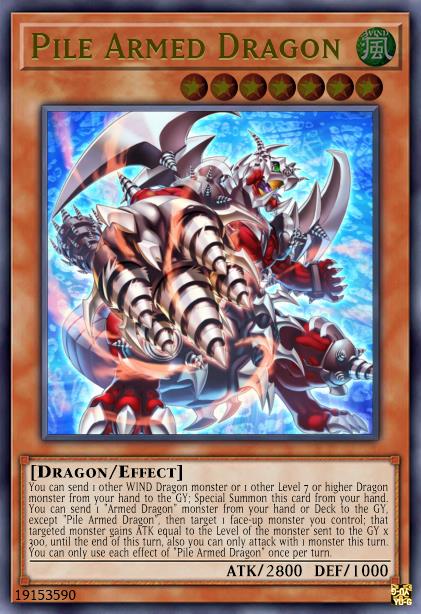 PILE ARMED DRAGON
WIND
風
[DRAGON/EFFECT]
You can send 1 other WIND Dragon monster or 1 other Level 7 or higher Dragon
monster from your hand to the GY; Special Summon this card from your hand.
You can send 1 "Armed Dragon" monster from your hand or Deck to the GY,
except "Pile Armed Dragon", then target 1 face-up monster you control; that
targeted monster gains ATK equal to the Level of the monster sent to the GY x
300, until the end of this turn, also you can only attack with 1 monster this turn.
You can only use each effect of "Pile Armed Dragon" once per turn.
ATK/2800 DEF/1000
19153590